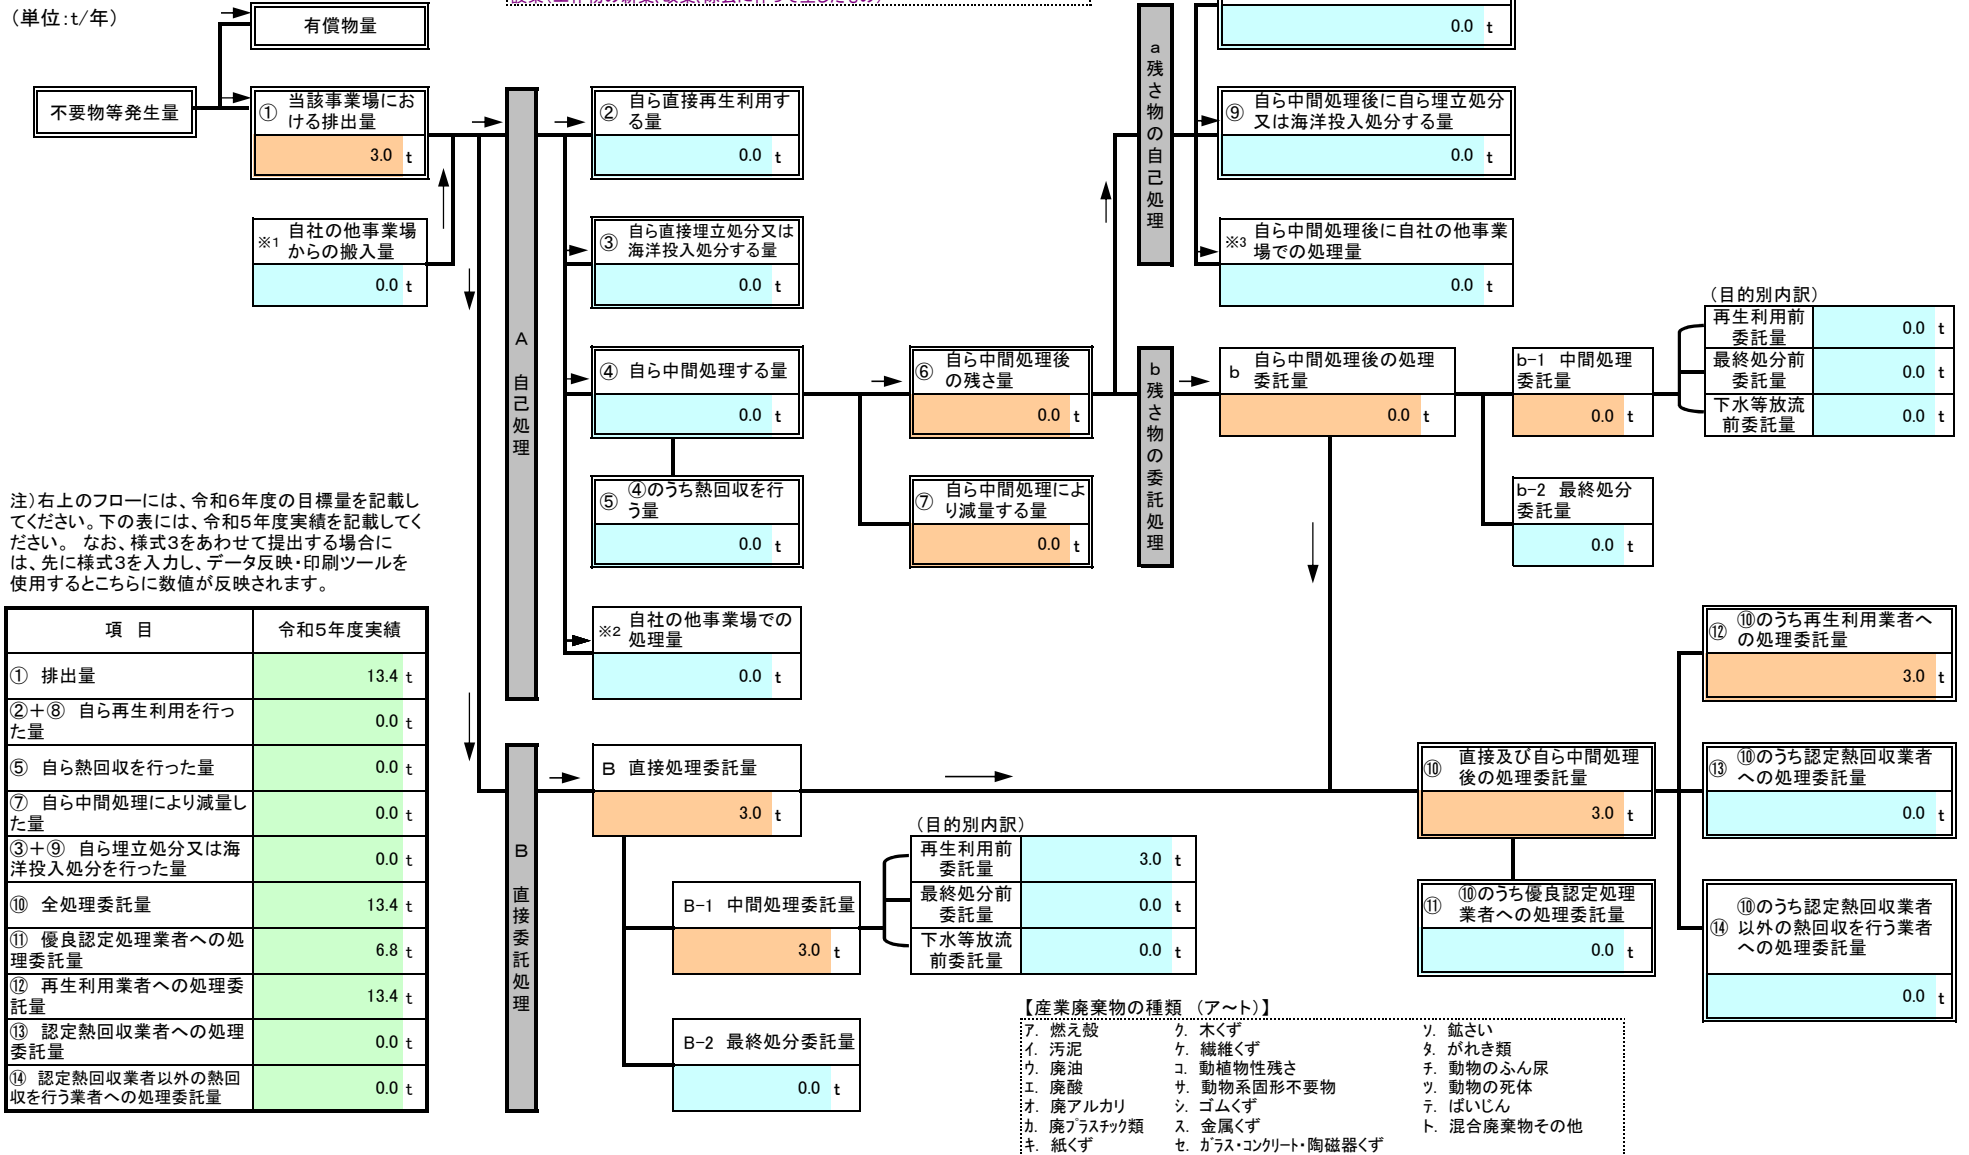 （単位:t/年）
有償物量
不要物等発生量
① 当該事業場にお
ける排出量
3.0 t
※1 自社の他事業場
からの搬入量
0.0 t
A 自己処理
② 自ら直接再生利用す
る量
0.0 t
③ 自ら直接埋立処分又は
海洋投入処分する量
0.0 t
④ 自ら中間処理する量
0.0 t
⑤ ④のうち熱回収を行
う量
0.0 t
※2 自社の他事業場での
処理量
0.0 t
⑥ 自ら中間処理後
の残さ量
0.0 t
⑦ 自ら中間処理によ
り減量する量
0.0 t
a 残さ物の自己処理
0.0 t
⑨ 自ら中間処理後に自ら埋立処分
又は海洋投入処分する量
0.0 t
※3 自ら中間処理後に自社の他事業
場での処理量
0.0 t
b 残さ物の委託処理
b 自ら中間処理後の処理
委託量
0.0 t
b-1 中間処理
委託量
0.0 t
（目的別内訳）
再生利用前
委託量
0.0 t
最終処分前
委託量
0.0 t
下水等放流
前委託量
0.0 t
b-2 最終処分
委託量
0.0 t
注）右上のフローには、令和6年度の目標量を記載し
てください。下の表には、令和5年度実績を記載してく
ださい。 なお、様式3をあわせて提出する場合に
は、先に様式3を入力し、データ反映・印刷ツールを
使用するとこちらに数値が反映されます。
項 目 令和5年度実績
① 排出量 13.4 t
②＋⑧ 自ら再生利用を行っ
た量 0.0 t
⑤ 自ら熱回収を行った量 0.0 t
⑦ 自ら中間処理により減量し
た量 0.0 t
③＋⑨ 自ら埋立処分又は海
洋投入処分を行った量 0.0 t
⑩ 全処理委託量 13.4 t
⑪ 優良認定処理業者への処
理委託量 6.8 t
⑫ 再生利用業者への処理委
託量 13.4 t
⑬ 認定熱回収業者への処理
委託量 0.0 t
⑭ 認定熱回収業者以外の熱回
収を行う業者への処理委託量 0.0 t
B 直接委託処理
B 直接処理委託量
3.0 t
B-1 中間処理委託量
3.0 t
（目的別内訳）
再生利用前
委託量
3.0 t
最終処分前
委託量
0.0 t
下水等放流
前委託量
0.0 t
B-2 最終処分委託量
0.0 t
⑩ 直接及び自ら中間処理
後の処理委託量
3.0 t
⑪ ⑩のうち優良認定処理
業者への処理委託量
0.0 t
⑫ ⑩のうち再生利用業者へ
の処理委託量
3.0 t
⑬ ⑩のうち認定熱回収業者
への処理委託量
0.0 t
⑭ ⑩のうち認定熱回収業者
以外の熱回収を行う業者
への処理委託量
0.0 t
【産業廃棄物の種類 （ア～ト）】
ア. 燃え殻 ク. 木くず ソ. 鉱さい
イ. 汚泥 ケ. 繊維くず タ. がれき類
ウ. 廃油 コ. 動植物性残さ チ. 動物のふん尿
エ. 廃酸 サ. 動物系固形不要物 ツ. 動物の死体
オ. 廃アルカリ シ. ゴムくず テ. ばいじん
カ. 廃プラスチック類 ス. 金属くず ト. 混合廃棄物その他
キ. 紙くず セ. ガラス・コンクリート・陶磁器くず